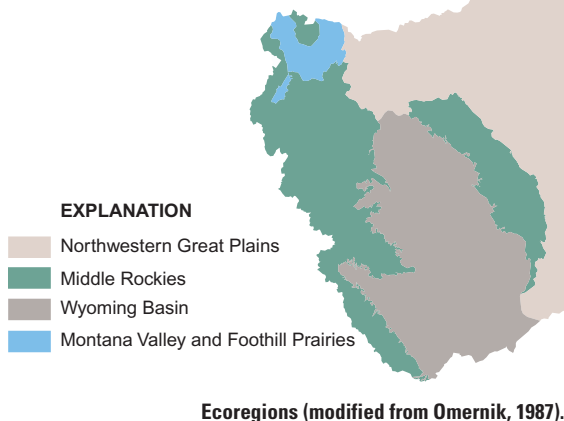 EXPLANATION
Northwestern Great Plains
Middle Rockies
Wyoming Basin
Montana Valley and Foothill Prairies
Ecoregions (modified from Omernik, 1987).